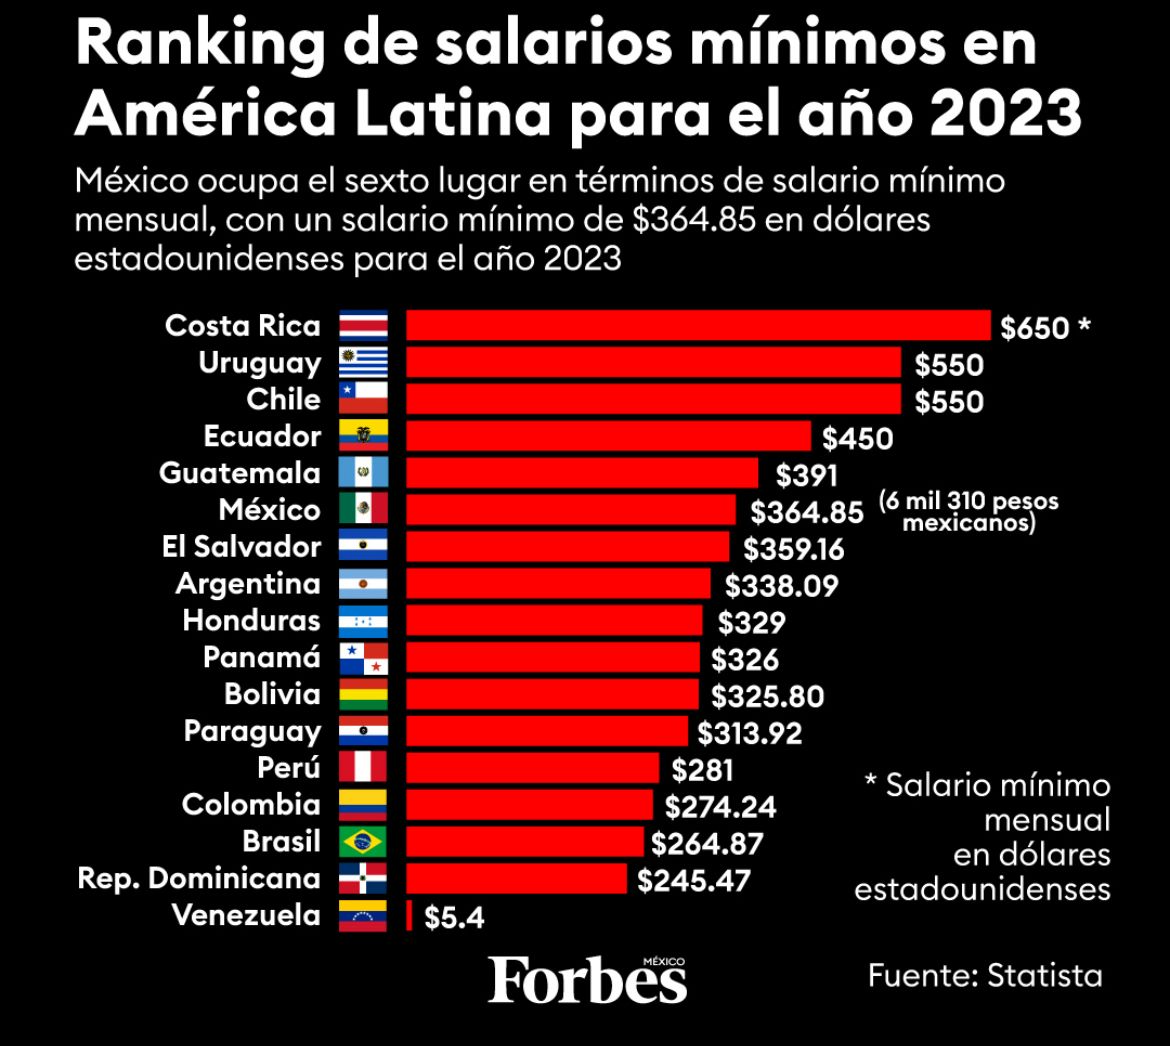 Ranking de salarios mínimos en
América Latina para el año 2023
México ocupa el sexto lugar en términos de salario mínimo
mensual, con un salario mínimo de $364.85 en dólares
estadounidenses para el año 2023
Costa Rica $650 *
Uruguay $550
Chile $550
Ecuador $450
Guatemala $391
México $364.85 (6 mil 310 pesos
mexicanos)
El Salvador $359.16
Argentina $338.09
Honduras $329
Panamá $326
Bolivia $325.80
Paraguay $313.92
Perú $281
Colombia $274.24
Brasil $264.87
Rep. Dominicana $245.47
Venezuela $5.4
* Salario mínimo
mensual
en dólares
estadounidenses
Forbes MÉXICO
Fuente: Statista